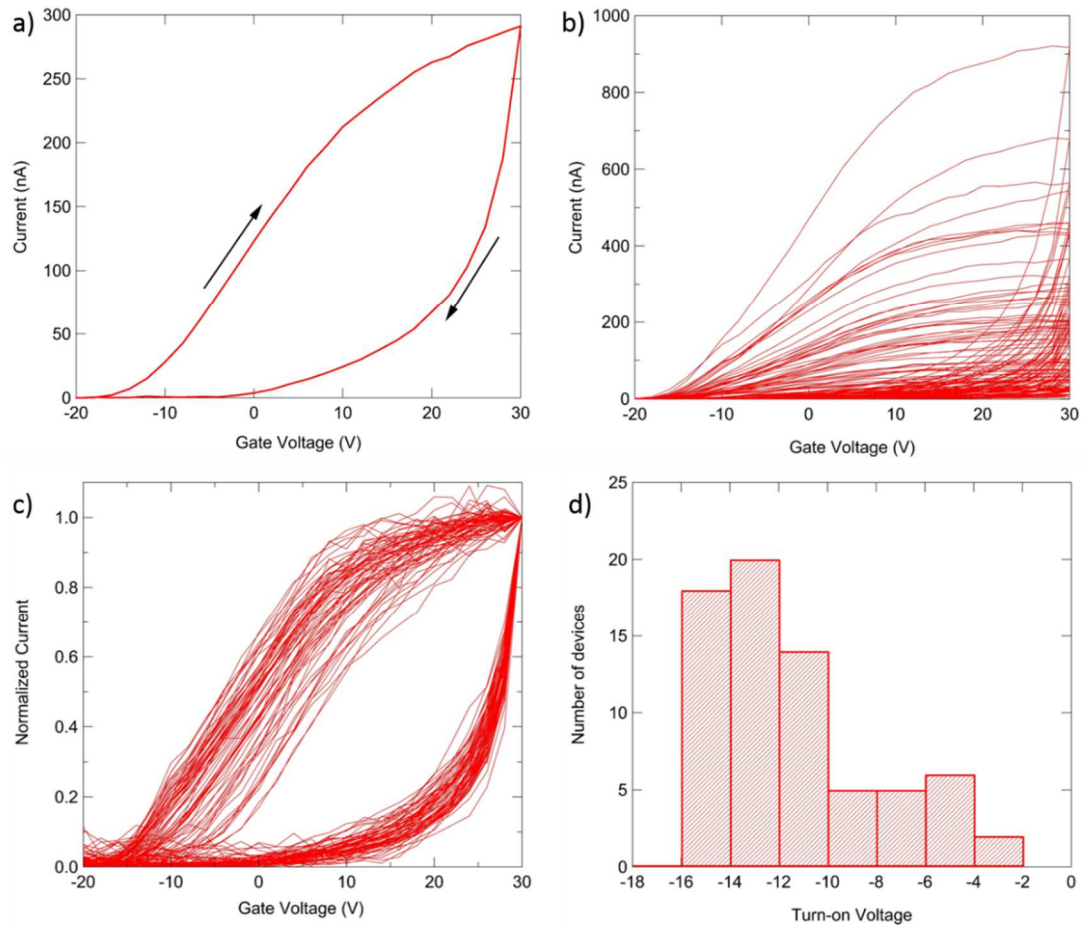 a)
300
250
200
150
100
50
0
Current (nA)
-20 -10 0 10 20 30
Gate Voltage (V)
b)
1000
800
600
400
200
0
Current (nA)
-20 -10 0 10 20 30
Gate Voltage (V)
c)
1.0
0.8
0.6
0.4
0.2
0.0
Normalized Current
-20 -10 0 10 20 30
Gate Voltage (V)
d)
25
20
15
10
5
0
Number of devices
-18 -16 -14 -12 -10 -8 -6 -4 -2 0
Turn-on Voltage